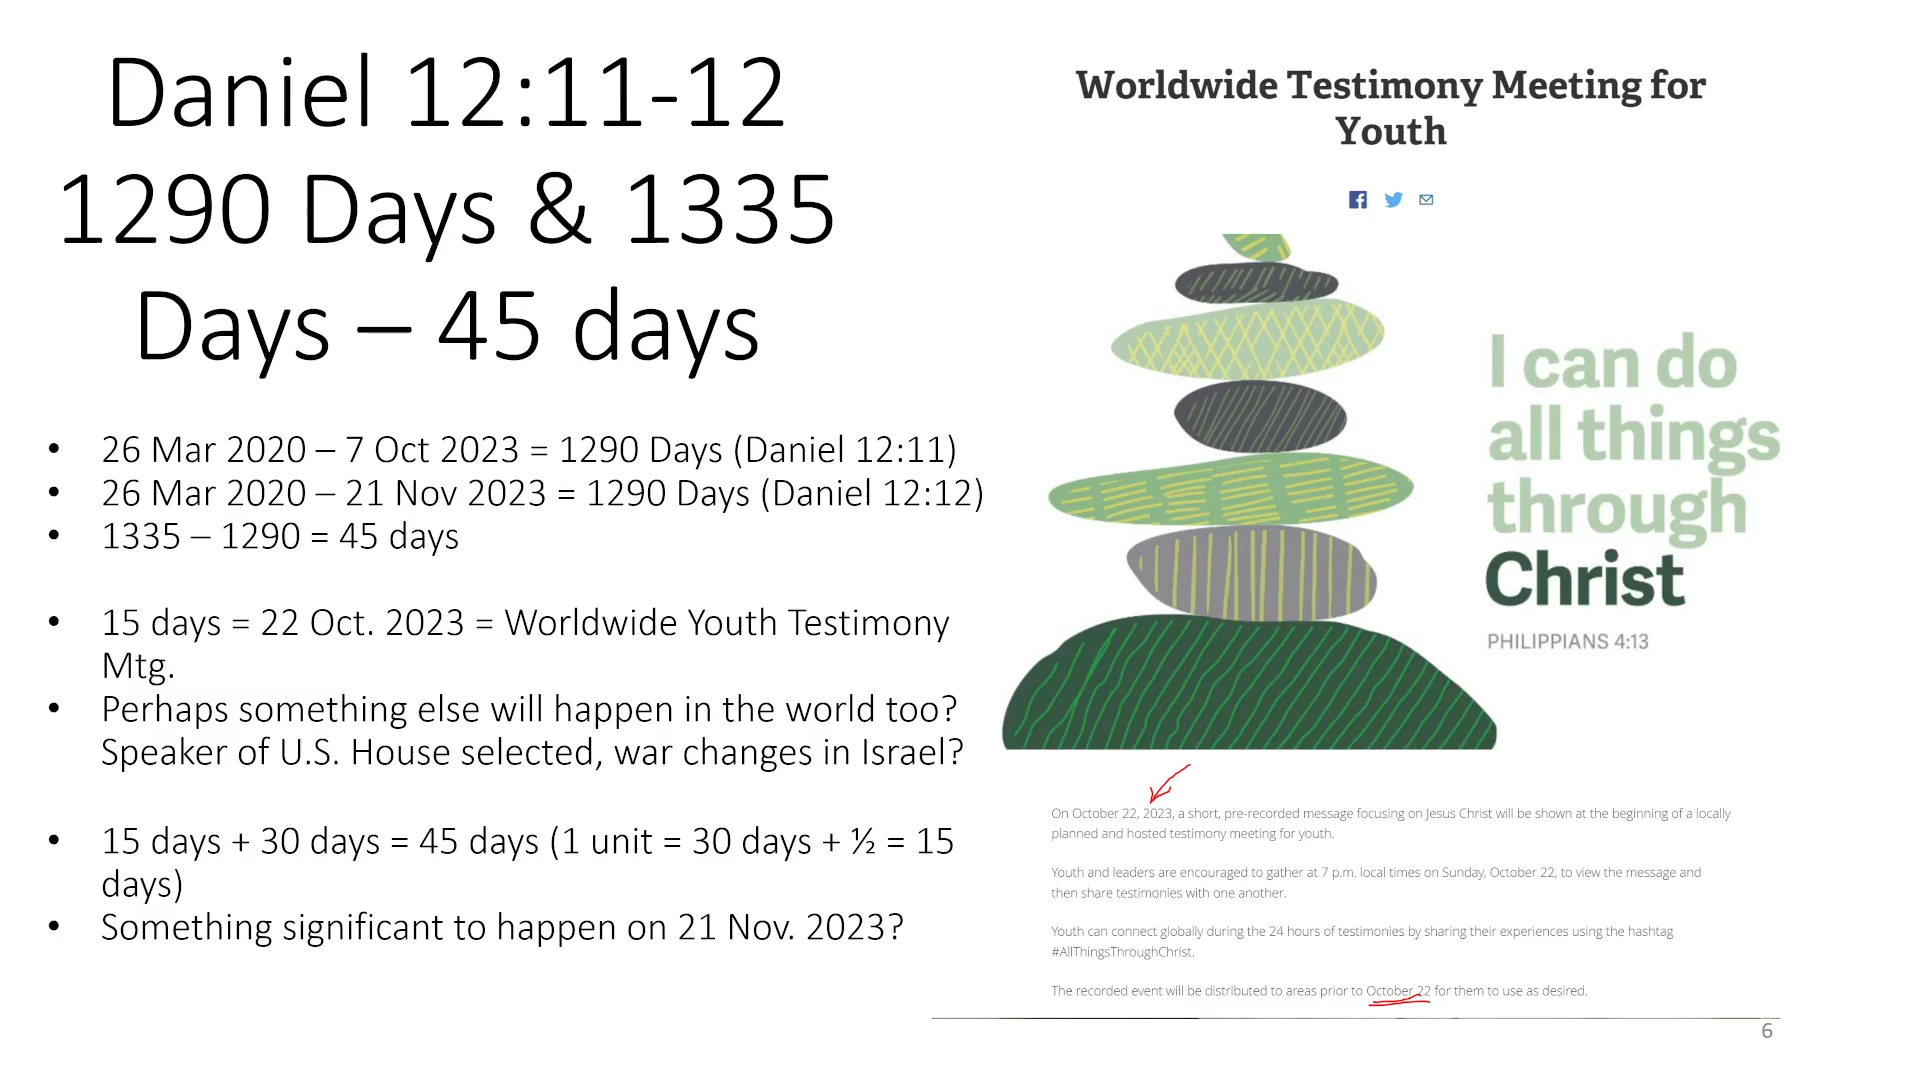 Daniel 12:11-12
1290 Days & 1335
Days – 45 days
• 26 Mar 2020 – 7 Oct 2023 = 1290 Days (Daniel 12:11)
• 26 Mar 2020 – 21 Nov 2023 = 1290 Days (Daniel 12:12)
• 1335 – 1290 = 45 days
• 15 days = 22 Oct. 2023 = Worldwide Youth Testimony
Mtg.
• Perhaps something else will happen in the world too?
Speaker of U.S. House selected, war changes in Israel?
• 15 days + 30 days = 45 days (1 unit = 30 days + ½ = 15
days)
• Something significant to happen on 21 Nov. 2023?
Worldwide Testimony Meeting for
Youth
I can do
all things
through
Christ
PHILIPPIANS 4:13
On October 22, 2023, a short, pre-recorded message focusing on Jesus Christ will be shown at the beginning of a locally
planned and hosted testimony meeting for youth.
Youth and leaders are encouraged to gather at 7 p.m. local times on Sunday, October 22, to view the message and
then share testimonies with one another.
Youth can connect globally during the 24 hours of testimonies by sharing their experiences using the hashtag
#AllThingsThroughChrist.
The recorded event will be distributed to areas prior to October 22 for them to use as desired.
6